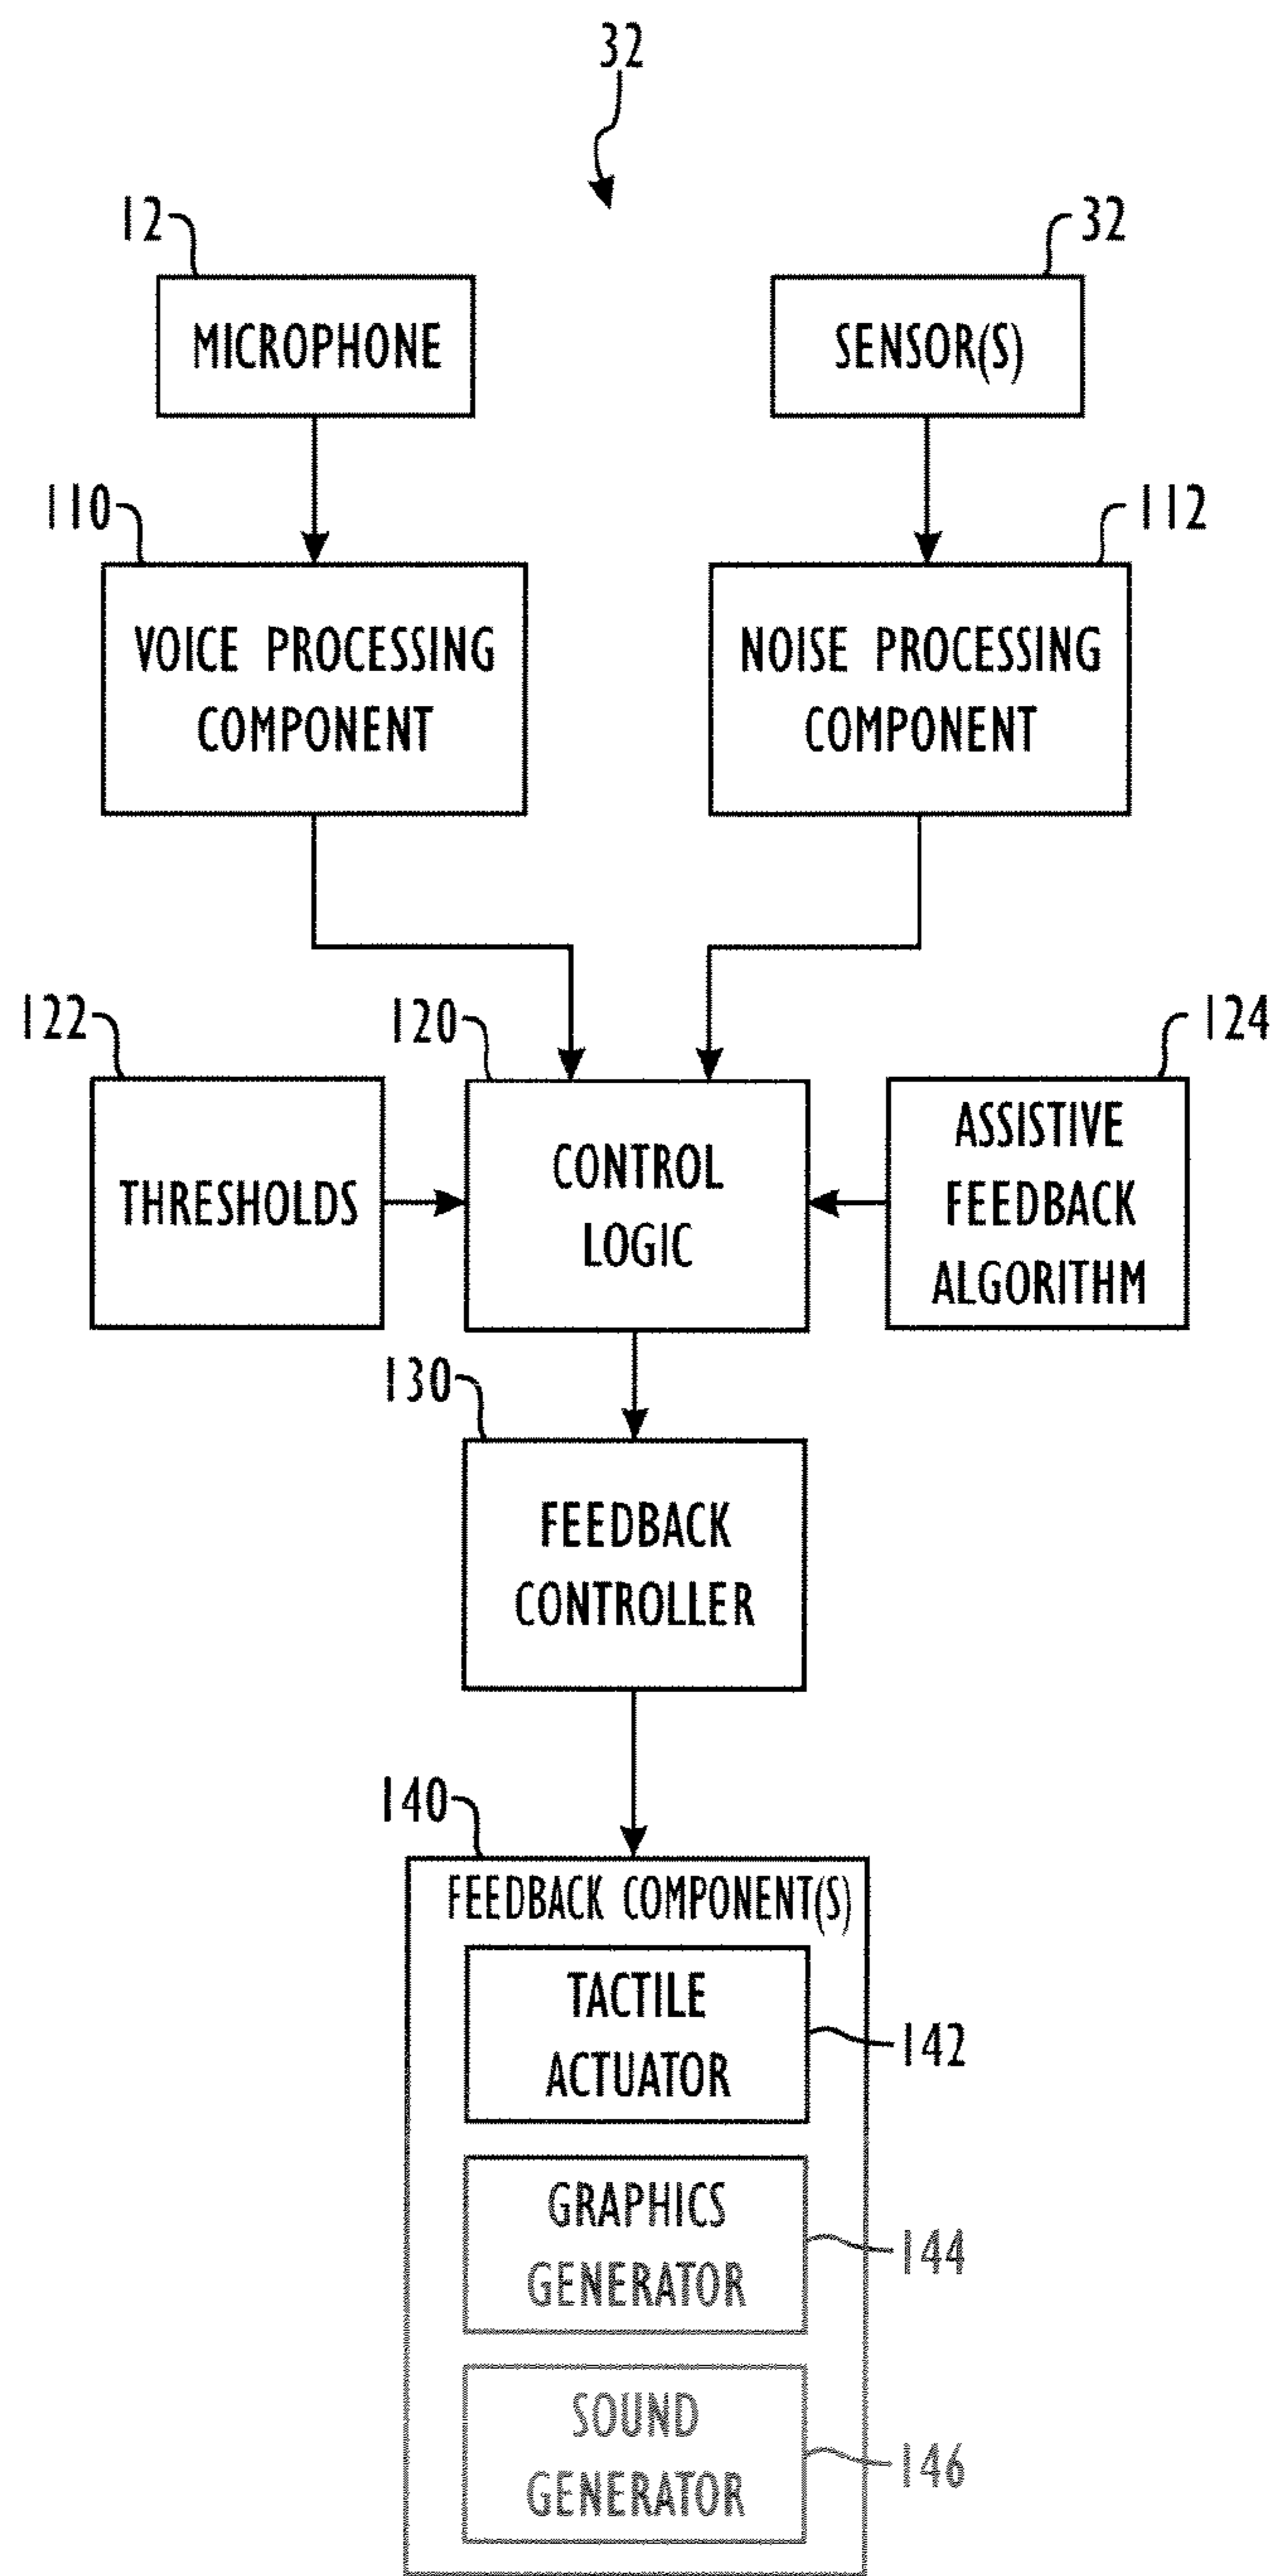 32
12
32
MICROPHONE
SENSOR(S)
110
112
VOICE PROCESSING
COMPONENT
NOISE PROCESSING
COMPONENT
122
120
124
THRESHOLDS
CONTROL
LOGIC
ASSISTIVE
FEEDBACK
ALGORITHM
130
FEEDBACK
CONTROLLER
140
FEEDBACK COMPONENT(S)
TACTILE
ACTUATOR
142
GRAPHICS
GENERATOR
144
SOUND
GENERATOR
146